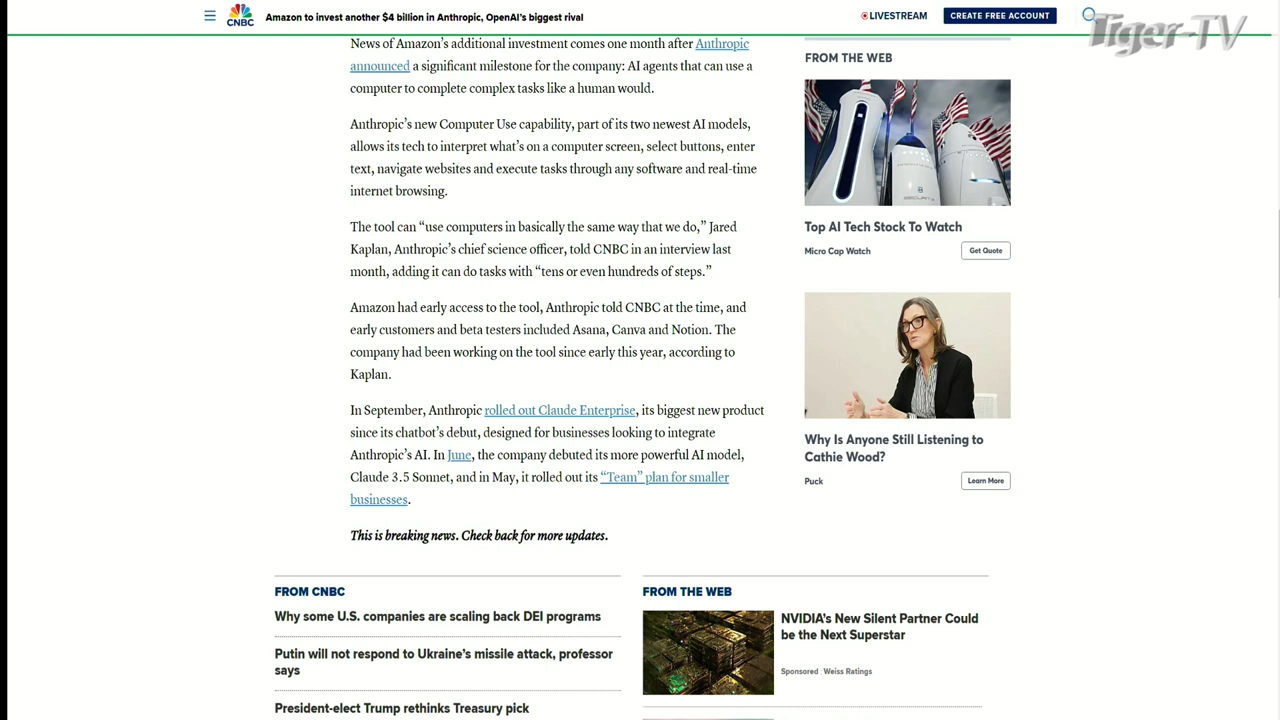 CNBC
Amazon to invest another $4 billion in Anthropic, OpenAI's biggest rival
LIVESTREAM
CREATE FREE ACCOUNT
Tiger-TV
News of Amazon’s additional investment comes one month after Anthropic
announced a significant milestone for the company: AI agents that can use a
computer to complete complex tasks like a human would.
Anthropic’s new Computer Use capability, part of its two newest AI models,
allows its tech to interpret what’s on a computer screen, select buttons, enter
text, navigate websites and execute tasks through any software and real-time
internet browsing.
The tool can “use computers in basically the same way that we do,” Jared
Kaplan, Anthropic’s chief science officer, told CNBC in an interview last
month, adding it can do tasks with “tens or even hundreds of steps.”
Amazon had early access to the tool, Anthropic told CNBC at the time, and
early customers and beta testers included Asana, Canva and Notion. The
company had been working on the tool since early this year, according to
Kaplan.
In September, Anthropic rolled out Claude Enterprise, its biggest new product
since its chatbot’s debut, designed for businesses looking to integrate
Anthropic’s AI. In June, the company debuted its more powerful AI model,
Claude 3.5 Sonnet, and in May, it rolled out its “Team” plan for smaller
businesses.
This is breaking news. Check back for more updates.
FROM THE WEB
Top AI Tech Stock To Watch
Micro Cap Watch
Get Quote
Why Is Anyone Still Listening to
Cathie Wood?
Puck
Learn More
FROM CNBC
Why some U.S. companies are scaling back DEI programs
Putin will not respond to Ukraine's missile attack, professor
says
President-elect Trump rethinks Treasury pick
FROM THE WEB
NVIDIA's New Silent Partner Could
be the Next Superstar
Sponsored Weiss Ratings